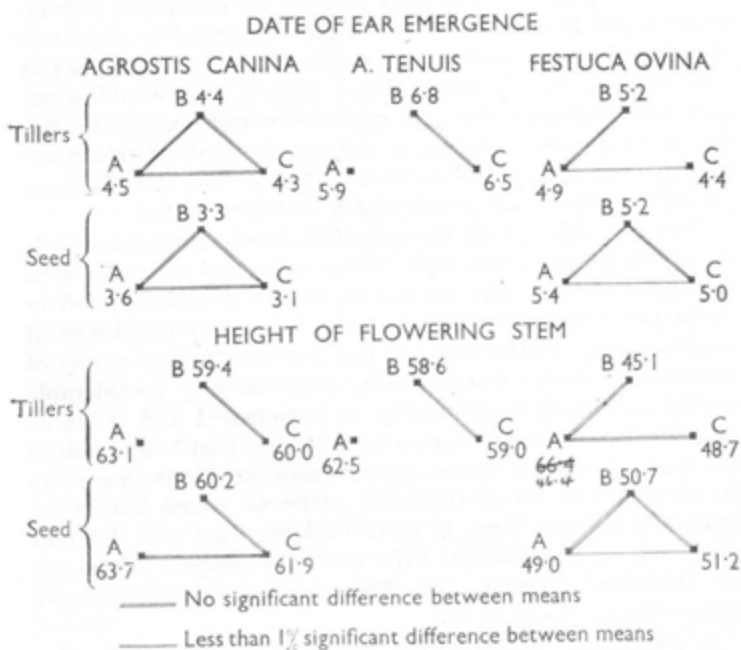 DATE OF EAR EMERGENCE
AGROSTIS CANINA A. TENUIS FESTUCA OVINA
B 4·4 B 6·8 B 5·2
Tillers
A C A C A C
4·5 4·3 5·9 6·5 4·9 4·4
B 3·3 B 5·2
Seed
A C A C
3·6 3·1 5·4 5·0
HEIGHT OF FLOWERING STEM
B 59·4 B 58·6 B 45·1
Tillers
A C A C A C
63·1 60·0 62·5 59·0 66·4 48·7
46·4
B 60·2 B 50·7
Seed
A C A C
63·7 61·9 49·0 51·2
No significant difference between means
Less than 1% significant difference between means